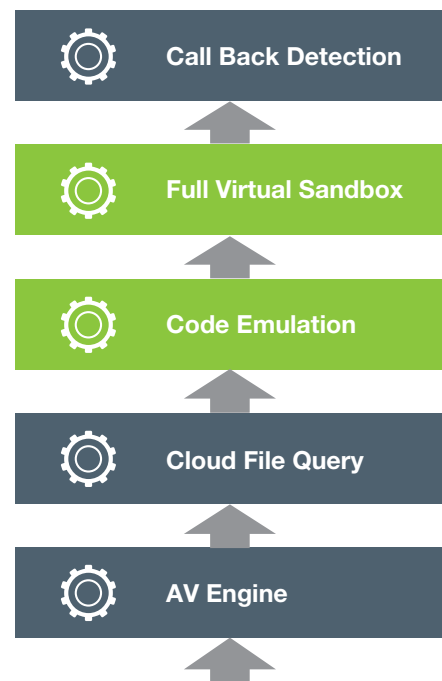 Call Back Detection
Full Virtual Sandbox
Code Emulation
Cloud File Query
AV Engine